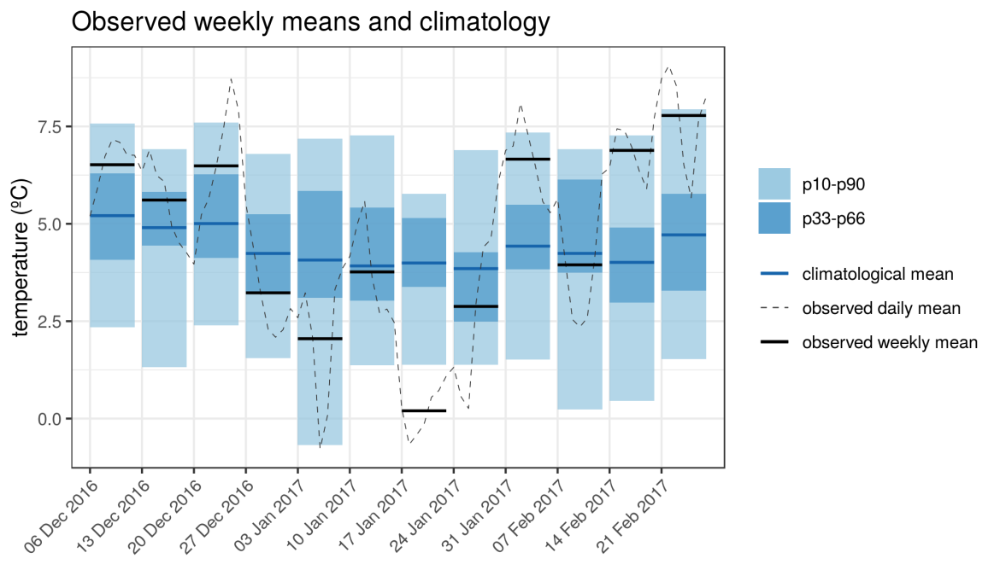 Observed weekly means and climatology
temperature (ºC)
7.5
5.0
2.5
0.0
06 Dec 2016
13 Dec 2016
20 Dec 2016
27 Dec 2016
03 Jan 2017
10 Jan 2017
17 Jan 2017
24 Jan 2017
31 Jan 2017
07 Feb 2017
14 Feb 2017
21 Feb 2017
p10-p90
p33-p66
climatological mean
observed daily mean
observed weekly mean